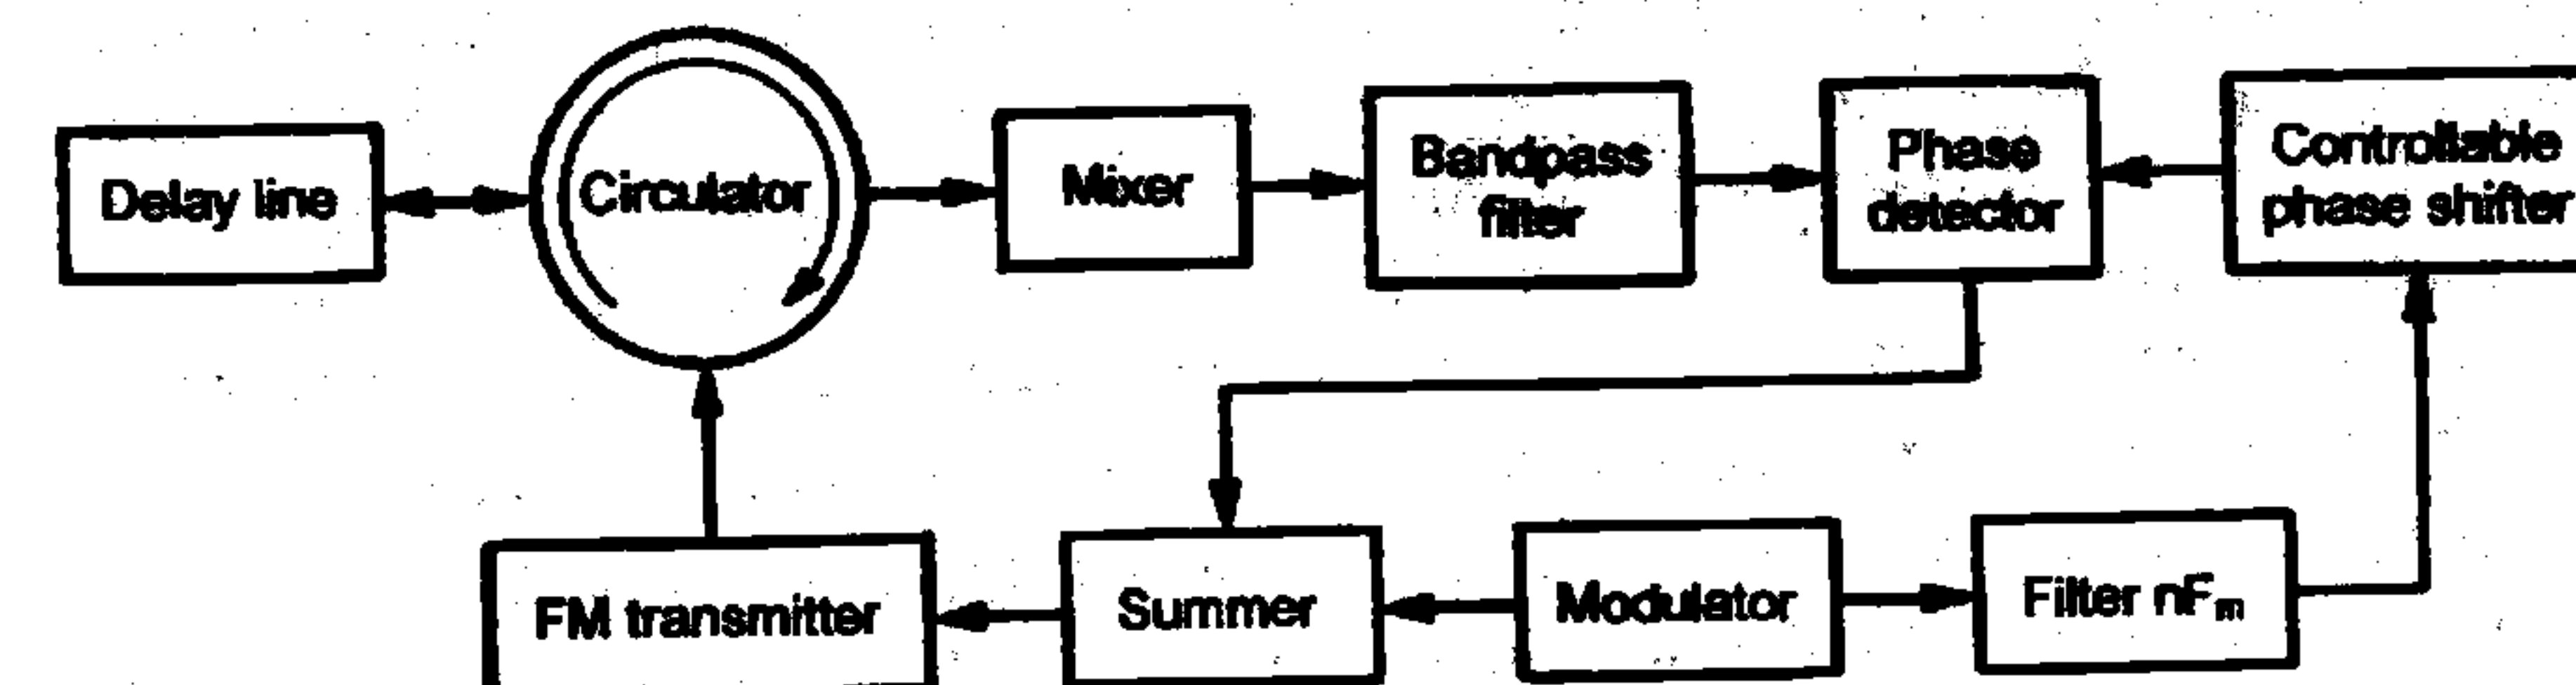 Delay line
Circulator
Mixer
Bandpass
filter
Phase
detector
Controllable
phase shifter
FM transmitter
Summer
Modulator
Filter nFm